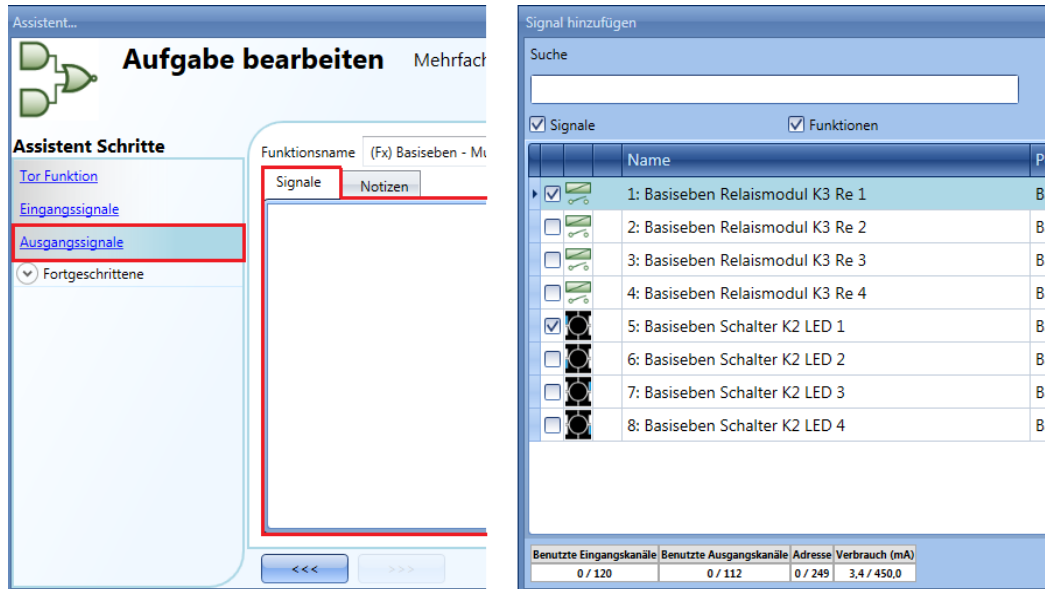 Assistent...
Aufgabe bearbeiten Mehrfach
Assistent Schritte
Tor Funktion
Eingangssignale
Ausgangssignale
Fortgeschrittene
Funktionsname (Fx) Basiseben - Mu
Signale Notizen
<<< >>>
Signal hinzufügen
Suche
Signale Funktionen
Name P
1: Basiseben Relaismodul K3 Re 1 B
2: Basiseben Relaismodul K3 Re 2 B
3: Basiseben Relaismodul K3 Re 3 B
4: Basiseben Relaismodul K3 Re 4 B
5: Basiseben Schalter K2 LED 1 B
6: Basiseben Schalter K2 LED 2 B
7: Basiseben Schalter K2 LED 3 B
8: Basiseben Schalter K2 LED 4 B
Benutzte Eingangskanäle Benutzte Ausgangskanäle Adresse Verbrauch (mA)
0 / 120 0 / 112 0 / 249 3,4 / 450,0